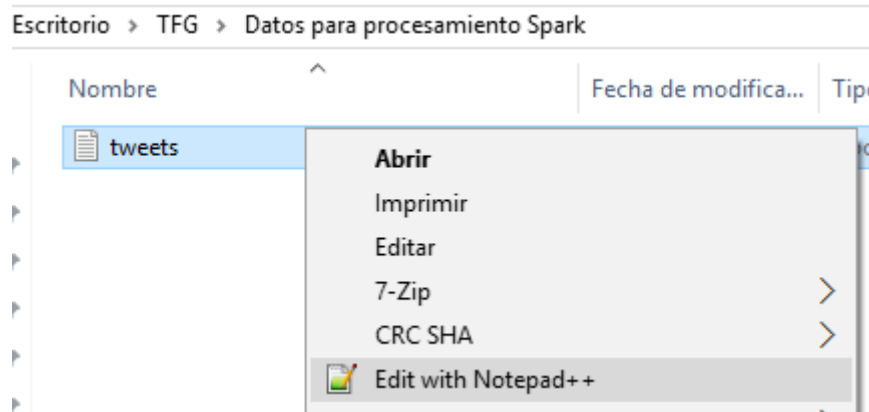 Escritorio > TFG > Datos para procesamiento Spark
Nombre Fecha de modifica... Tip
tweets
Abrir
Imprimir
Editar
7-Zip
CRC SHA
Edit with Notepad++